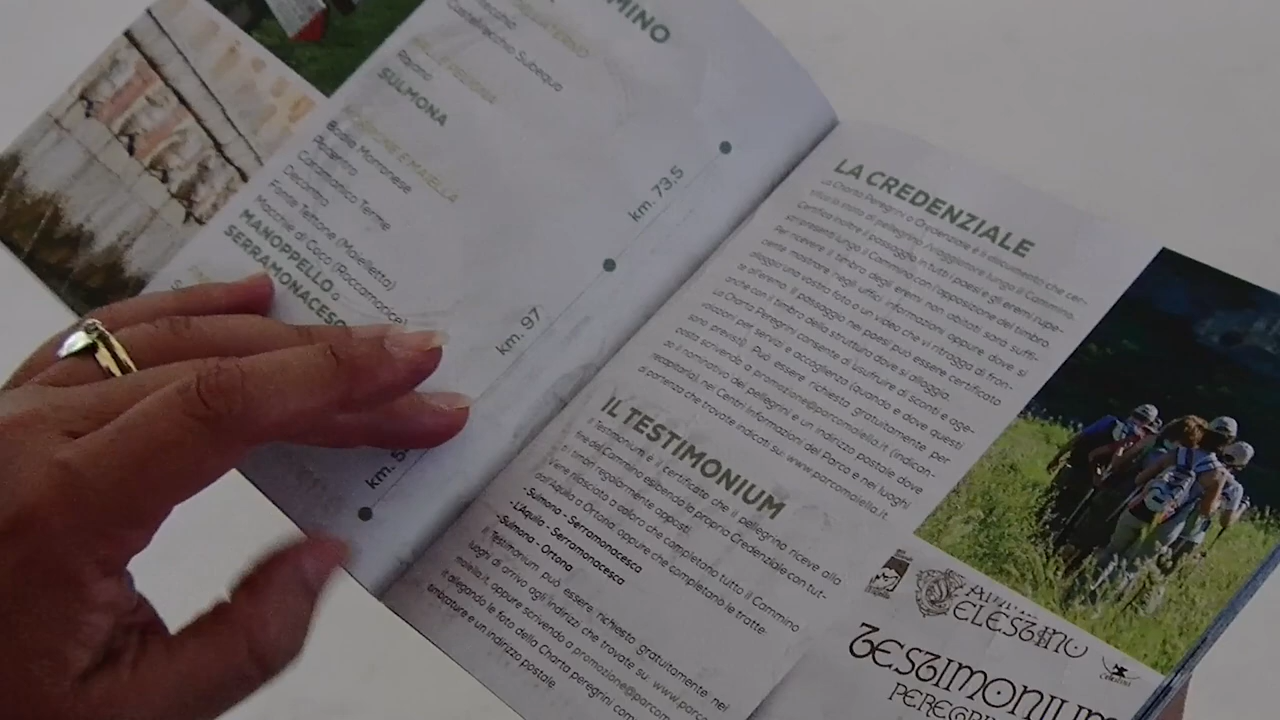 MINO
Castelvecchio Subequo
Raiano
SULMONA
E MAIELLA
Badia Morronese
Pacentro
Caramanico Terme
Decontra
Fonte Tettone (Maielletta)
Macchie di Coco (Roccamorice)
MANOPPELLO o
SERRAMONACESCA
km. 73,5
km. 97
km. 5
LA CREDENZIALE
La Charta Peregrini o Credenziale è il documento che cer-
tifica lo status di pellegrino /viaggiatore lungo il Cammino.
Certifica inoltre il passaggio in tutti i paesi e gli eremi rupe-
stri presenti lungo il Cammino con l'apposizione del timbro.
Per ricevere il timbro degli eremi non abitati sarà suffi-
ciente mostrare negli uffici informazioni oppure dove si
alloggi una vostra foto o un video che vi ritragga di fron-
te all'eremo. Il passaggio nei paesi può essere certificato
anche con il timbro della struttura dove si alloggia.
La Charta Peregrini consente di usufruire di sconti e age-
volazioni per servizi e accoglienza (quando e dove questi
sono previsti). Può essere richiesta gratuitamente per
posta scrivendo a promozione@parcomaiella.it (indican-
do il nominativo del pellegrini e un indirizzo postale dove
recapitarla), nei Centri Informazioni del Parco e nei luoghi
di partenza che trovate indicati su: www.parcomaiella.it.
IL TESTIMONIUM
Il Testimonium è il certificato che il pellegrino riceve alla
fine del Cammino esibendo la propria Credenziale con tut-
ti i timbri regolarmente apposti.
Viene rilasciato a coloro che completano tutto il Cammino
dall'Aquila a Ortona, oppure che completano le tratte:
•Sulmona - Serramonacesca
•L'Aquila - Serramonacesca
•Sulmona - Ortona
Il Testimonium può essere richiesto gratuitamente nei
luoghi di arrivo agli indirizzi che trovate su: www.parco
maiella.it, oppure scrivendo a promozione@parcom
it allegando le foto della Charta peregrini com
timbrature e un indirizzo postale.
CELESTINO
TESTIMONIUM
PEREGRI